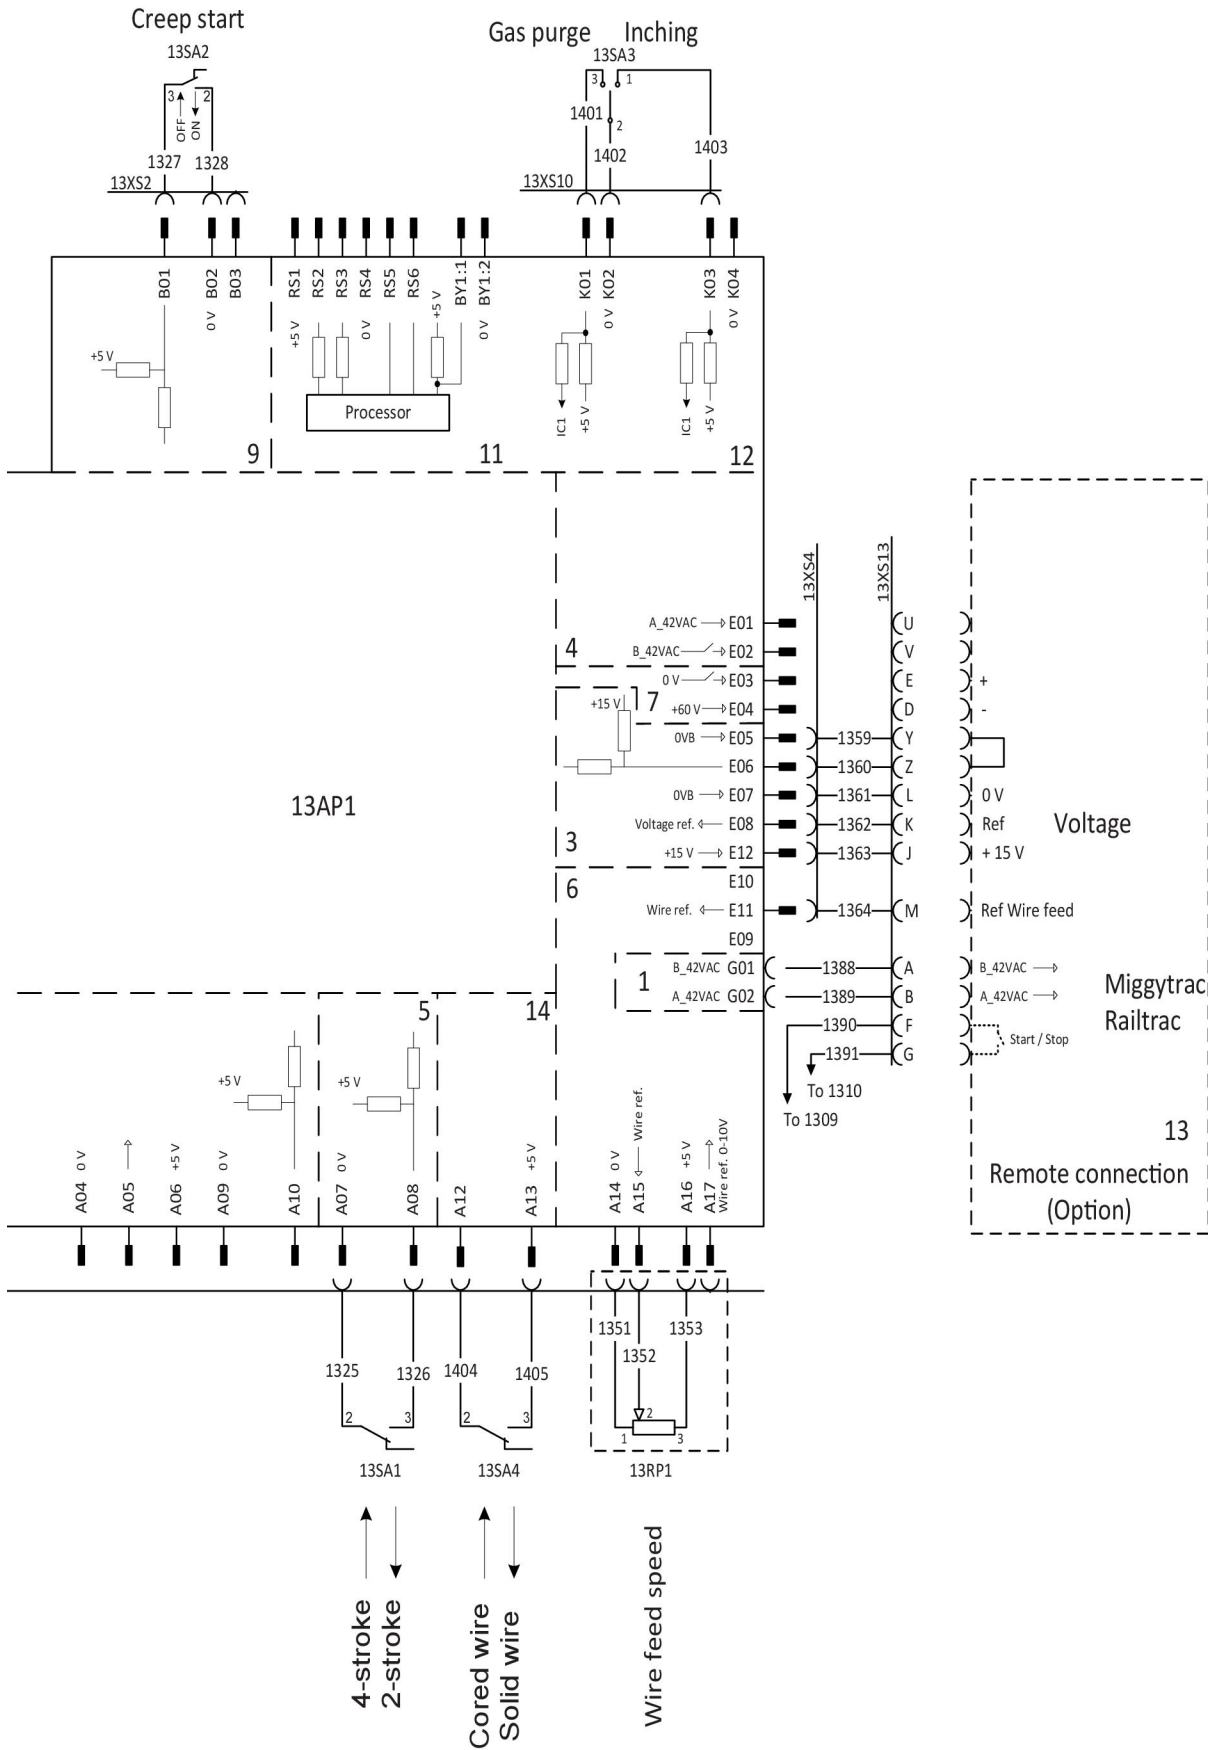 Creep start
Gas purge Inching
13SA2
13SA3
3 2
3 1
OFF
ON
1401
2
1327 1328
1402
1403
13XS2
13XS10
B01
B02
B03
RS1
RS2
RS3
RS4
RS5
RS6
BY1:1
BY1:2
K01
K02
K03
K04
0 V
+5 V
0 V
+5 V
0 V
0 V
0 V
+5 V
Processor
IC1
+5 V
IC1
+5 V
9
11
12
13XS4
13XS13
A_42VAC E01
U
4
B_42VAC E02
V
0 V E03
E +
7
+60 V E04
D -
+15 V
0VB E05
1359 Y
E06
1360 Z
13AP1
0VB E07
1361 L 0 V
3
Voltage ref. E08
1362 K Ref
Voltage
+15 V E12
1363 J + 15 V
6
E10
Wire ref. E11
1364 M Ref Wire feed
E09
1
B_42VAC G01
1388 A B_42VAC
A_42VAC G02
1389 B A_42VAC
Miggytrac
Railtrac
1390 F
1391 G
Start / Stop
To 1310
To 1309
5
14
+5 V
+5 V
A04 0 V
A05
A06 +5 V
A09 0 V
A10
A07 0 V
A08
A12
A13 +5 V
A14 0 V
A15 Wire ref.
A16 +5 V
A17
Wire ref. 0-10V
13
Remote connection
(Option)
1325 1326 1404 1405
1351
1352
1353
2 3
2 3
2
1 3
13SA1
13SA4
13RP1
4-stroke
2-stroke
Cored wire
Solid wire
Wire feed speed